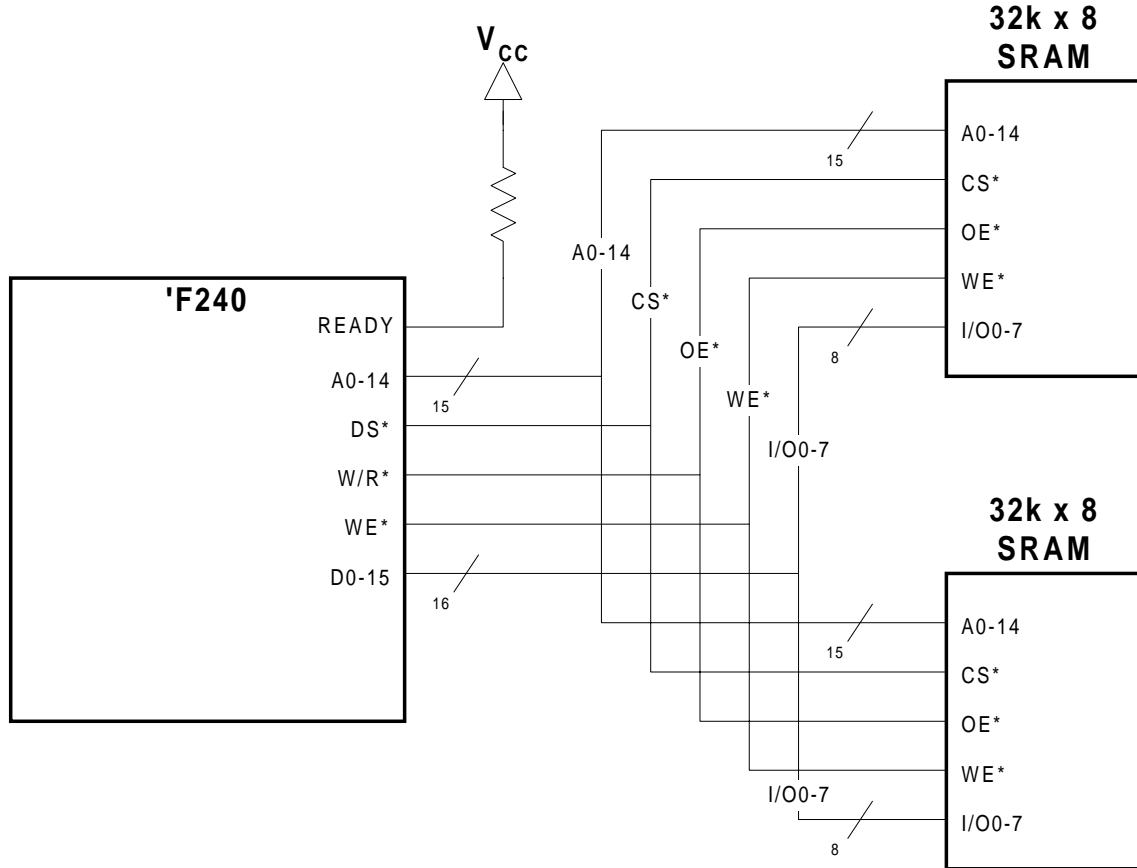 V CC
'F240
READY
A0-14
15
DS*
W/R*
WE*
D0-15
16
A0-14
CS*
OE*
WE*
I/O0-7
I/O0-7
32k x 8
SRAM
15
A0-14
CS*
OE*
WE*
8
I/O0-7
32k x 8
SRAM
15
A0-14
CS*
OE*
WE*
8
I/O0-7